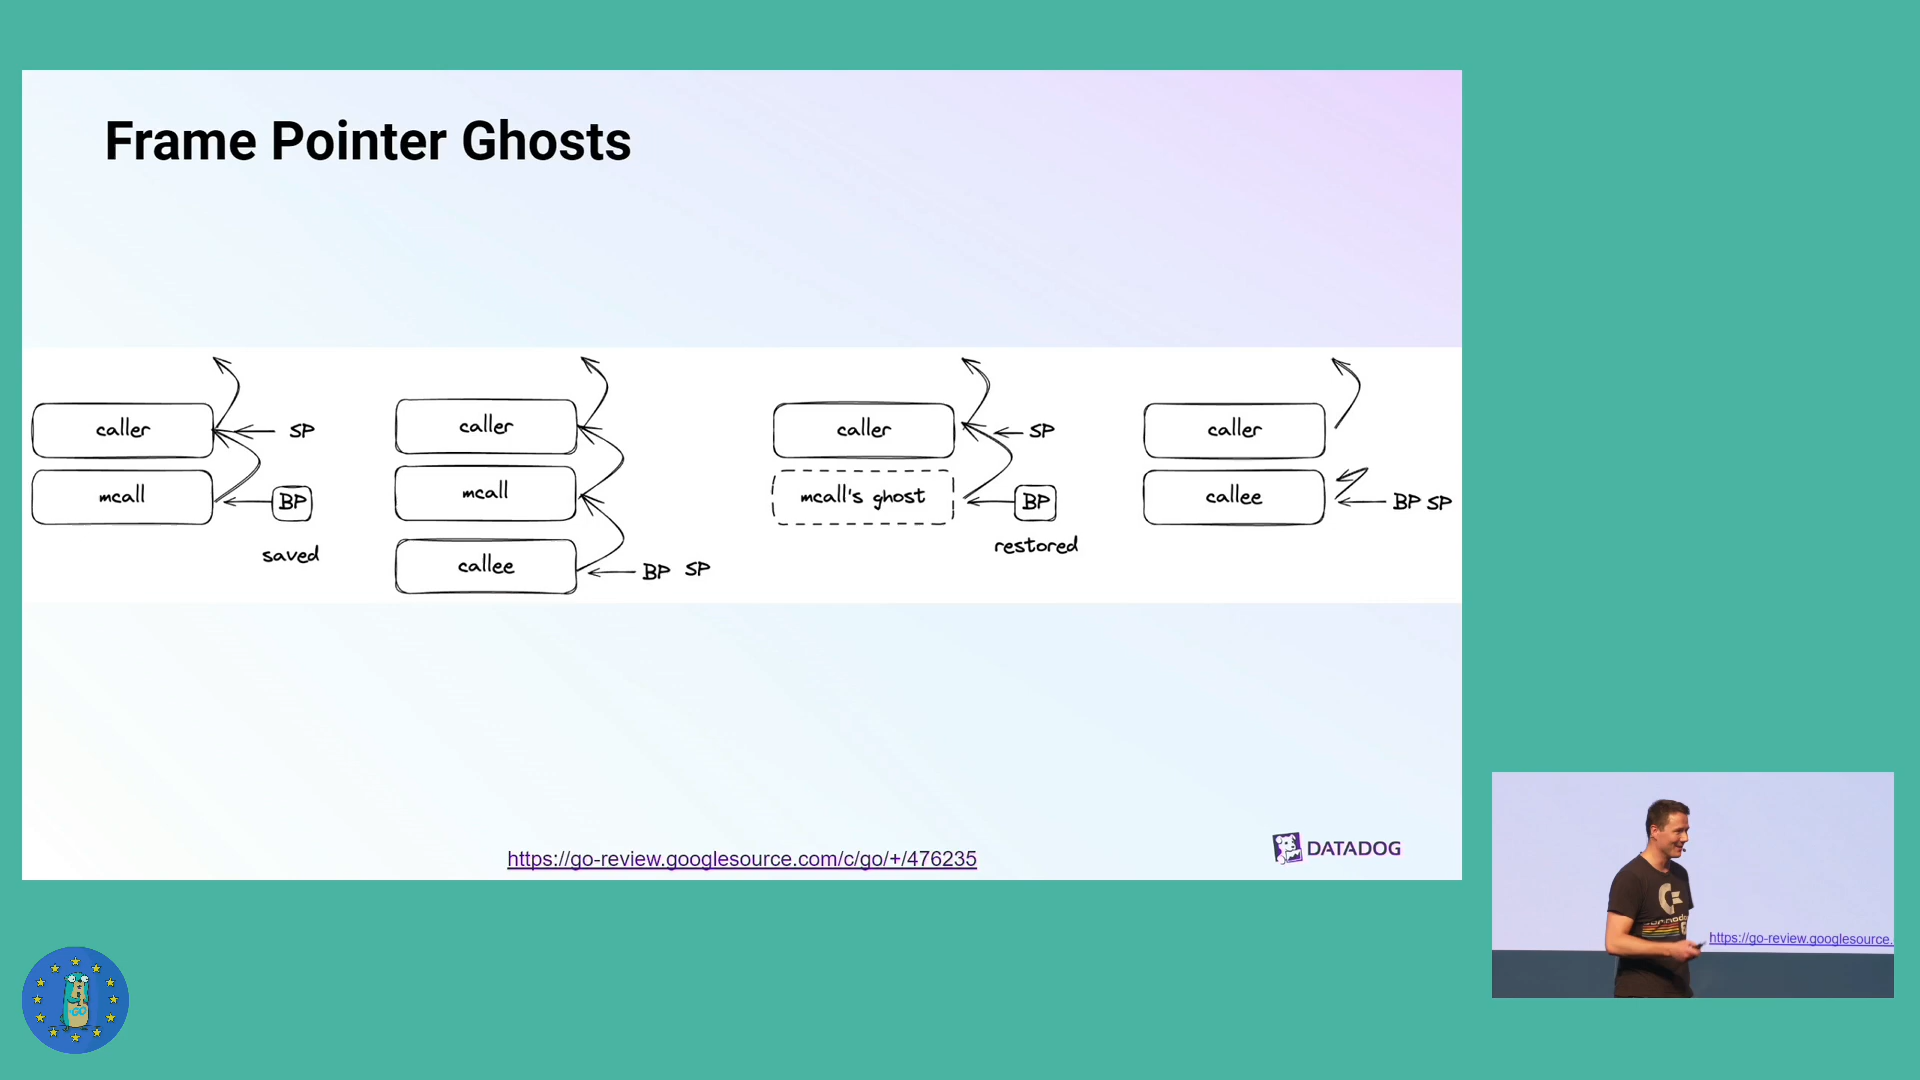 Frame Pointer Ghosts
caller
SP
mcall
BP
saved
caller
mcall
callee
BP SP
caller
SP
mcall's ghost
BP
restored
caller
callee
BP SP
https://go-review.googlesource.com/c/go/+/476235
DATADOG
GO
https://go-review.googlesource.